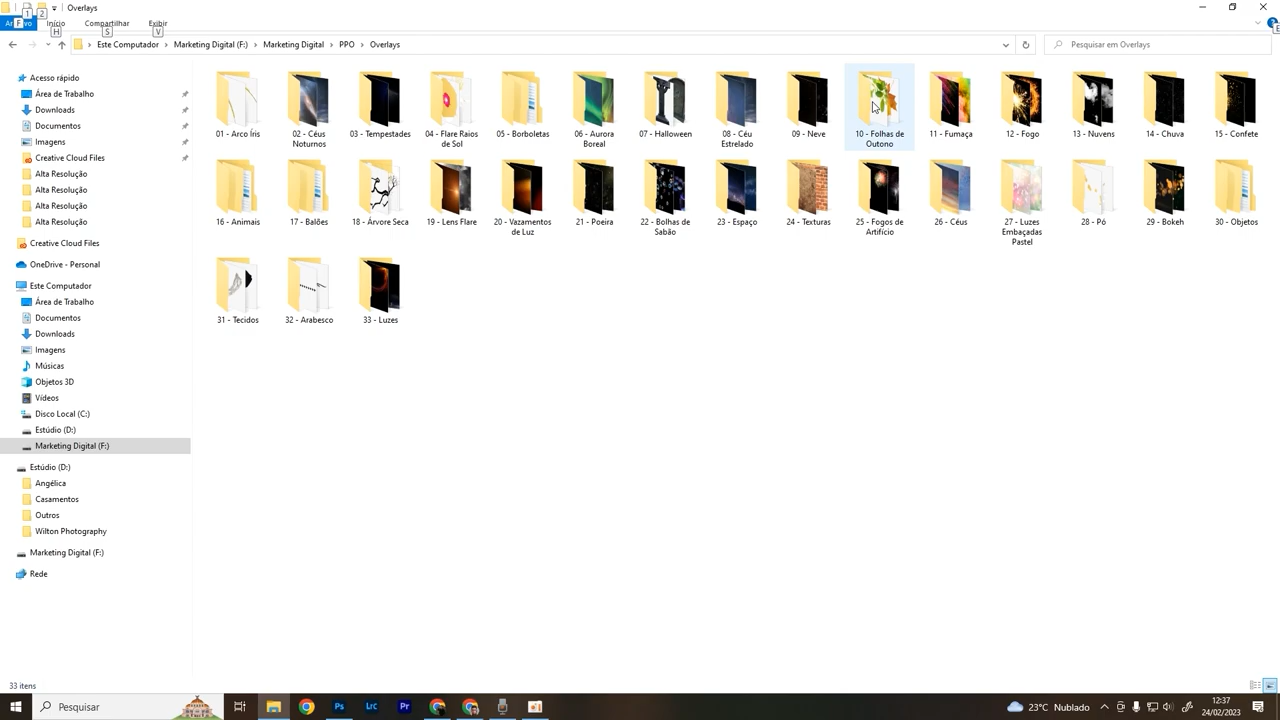 Overlays
1
2
Arquivo
F
Início
Compartilhar
Exibir
H
S
V
E
Este Computador > Marketing Digital (F:) > Marketing Digital > PPO > Overlays
Pesquisar em Overlays
Acesso rápido
Área de Trabalho
Downloads
Documentos
Imagens
Creative Cloud Files
Alta Resolução
Alta Resolução
Alta Resolução
Alta Resolução
Creative Cloud Files
OneDrive - Personal
Este Computador
Área de Trabalho
Documentos
Downloads
Imagens
Músicas
Objetos 3D
Vídeos
Disco Local (C:)
Estúdio (D:)
Marketing Digital (F:)
Estúdio (D:)
Angélica
Casamentos
Outros
Wilton Photography
Marketing Digital (F:)
Rede
01 - Arco Íris
02 - Céus
Noturnos
03 - Tempestades
04 - Flare Raios
de Sol
05 - Borboletas
06 - Aurora
Boreal
07 - Halloween
08 - Céu
Estrelado
09 - Neve
10 - Folhas de
Outono
11 - Fumaça
12 - Fogo
13 - Nuvens
14 - Chuva
15 - Confete
16 - Animais
17 - Balões
18 - Árvore Seca
19 - Lens Flare
20 - Vazamentos
de Luz
21 - Poeira
22 - Bolhas de
Sabão
23 - Espaço
24 - Texturas
25 - Fogos de
Artifício
26 - Céus
27 - Luzes
Embaçadas
Pastel
28 - Pó
29 - Bokeh
30 - Objetos
31 - Tecidos
32 - Arabesco
33 - Luzes
33 itens
Pesquisar
Ps
Lrc
Pr
23°C Nublado
12:37
24/02/2023